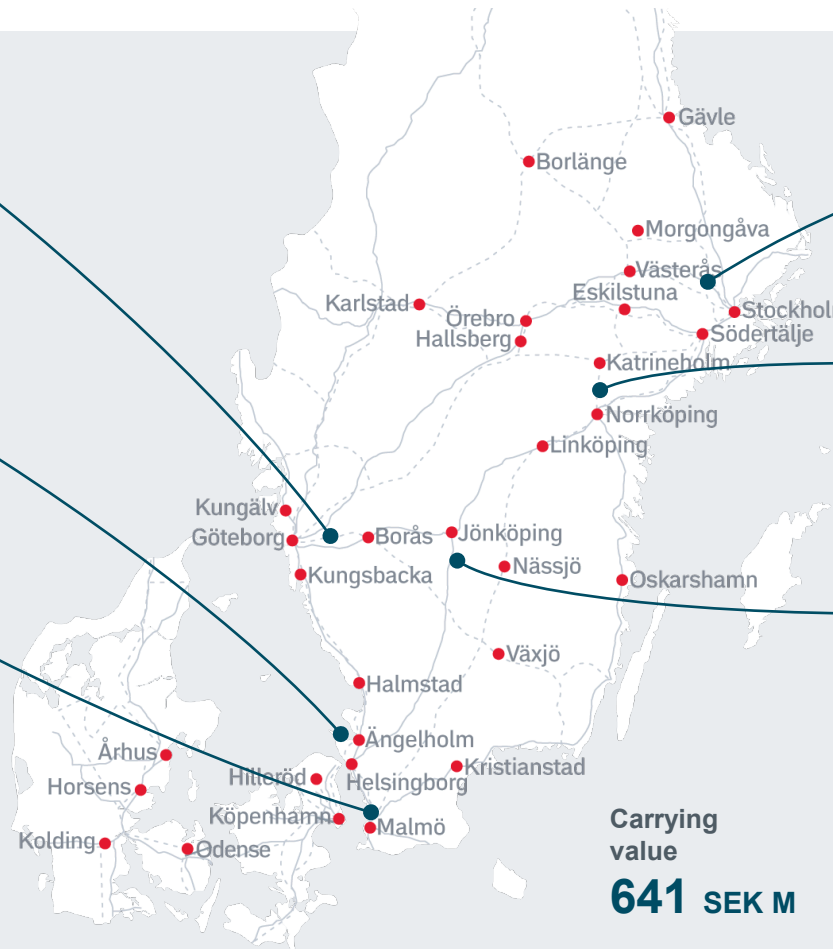 Gävle
Borlänge
Morgongåva
Västerås
Eskilstuna
Karlstad
Stockhol
Örebro
Södertälje
Hallsberg
Katrineholm
Norrköping
Linköping
Kungälv
Göteborg
Borås
Jönköping
Nässjö
Kungsbacka
Oskarshamn
Växjö
Halmstad
Ängelholm
Århus
Kristianstad
Hilleröd
Helsingborg
Horsens
Köpenhamn
Malmö
Kolding
Odense
Carrying
value
641 SEK M